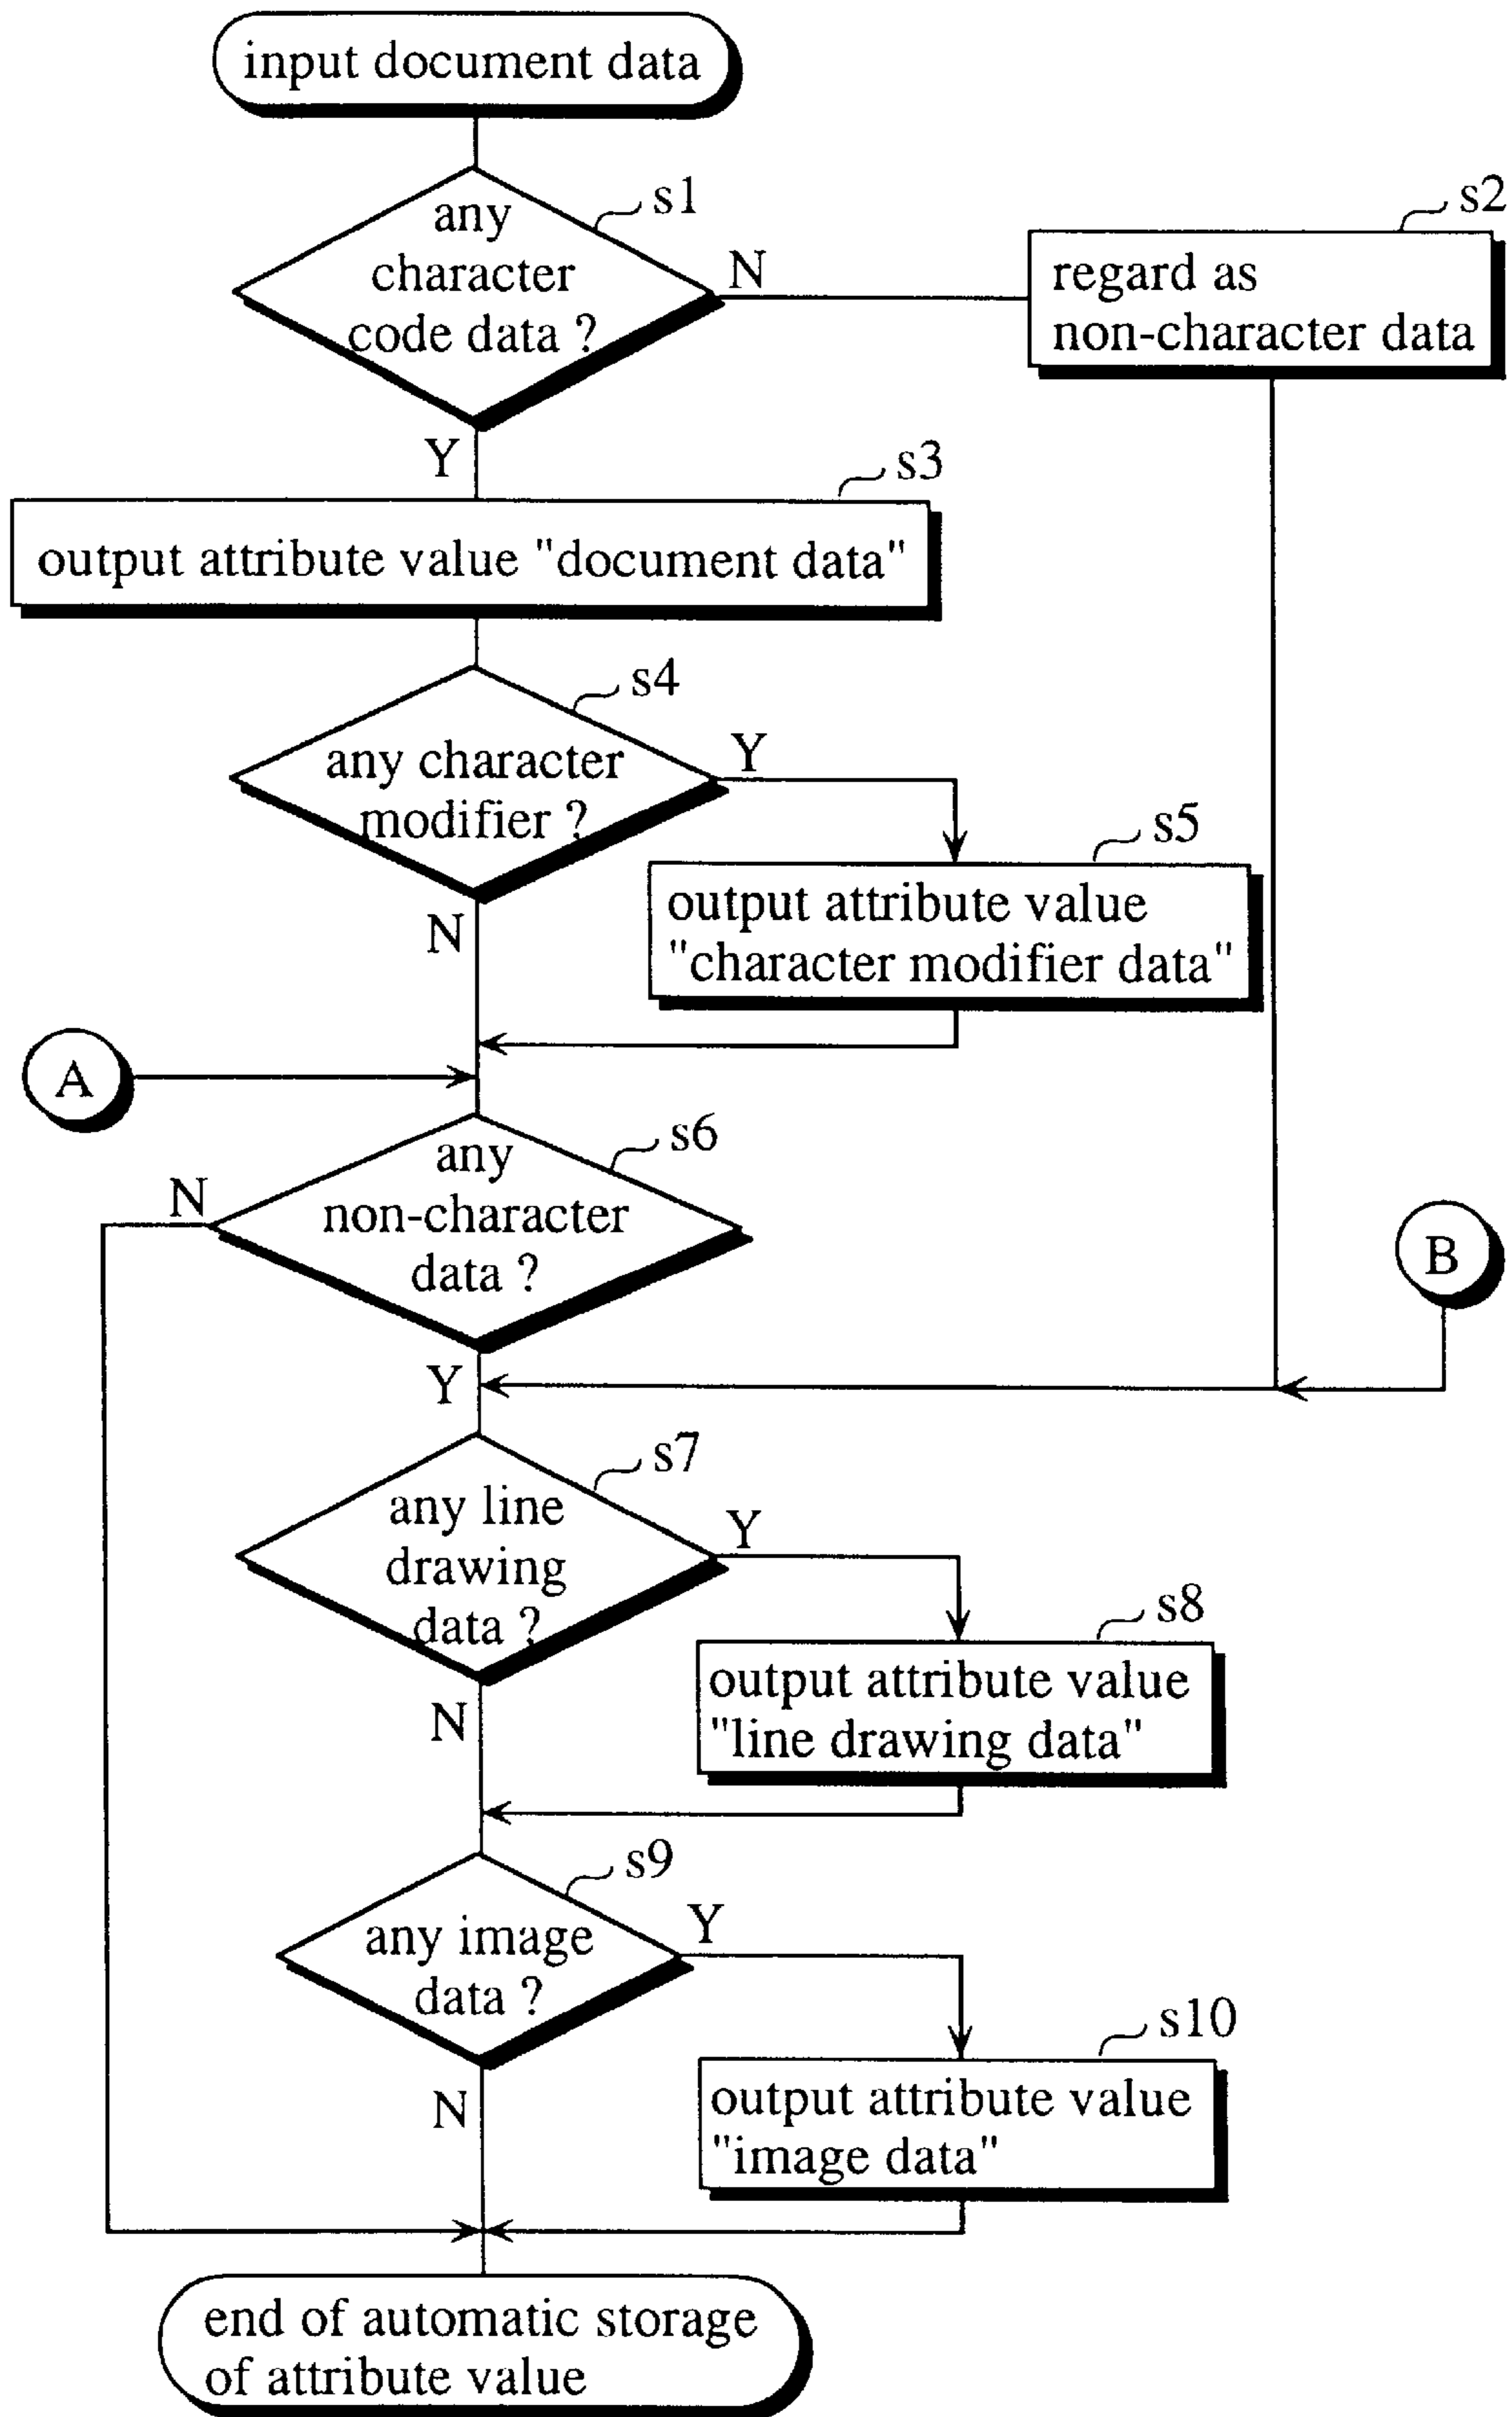 input document data
s1
any
character
code data ?
N
s2
regard as
non-character data
Y
s3
output attribute value "document data"
s4
any character
modifier ?
Y
s5
output attribute value
"character modifier data"
N
A
s6
any
non-character
data ?
N
B
Y
s7
any line
drawing
data ?
Y
s8
output attribute value
"line drawing data"
N
s9
any image
data ?
Y
s10
output attribute value
"image data"
N
end of automatic storage
of attribute value